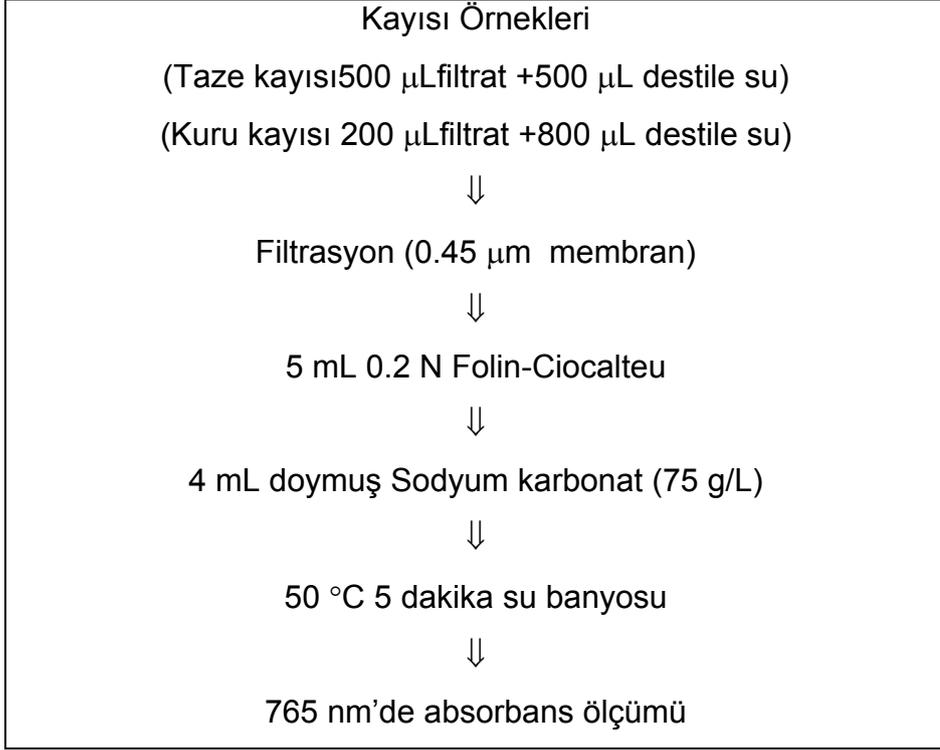 Kayısı Örnekleri
(Taze kayısı500 µLfiltrat +500 µL destile su)
(Kuru kayısı 200 µLfiltrat +800 µL destile su)
⇓
Filtrasyon (0.45 µm  membran)
⇓
5 mL 0.2 N Folin-Ciocalteu
⇓
4 mL doymuş Sodyum karbonat (75 g/L)
⇓
50 °C 5 dakika su banyosu
⇓
765 nm’de absorbans ölçümü